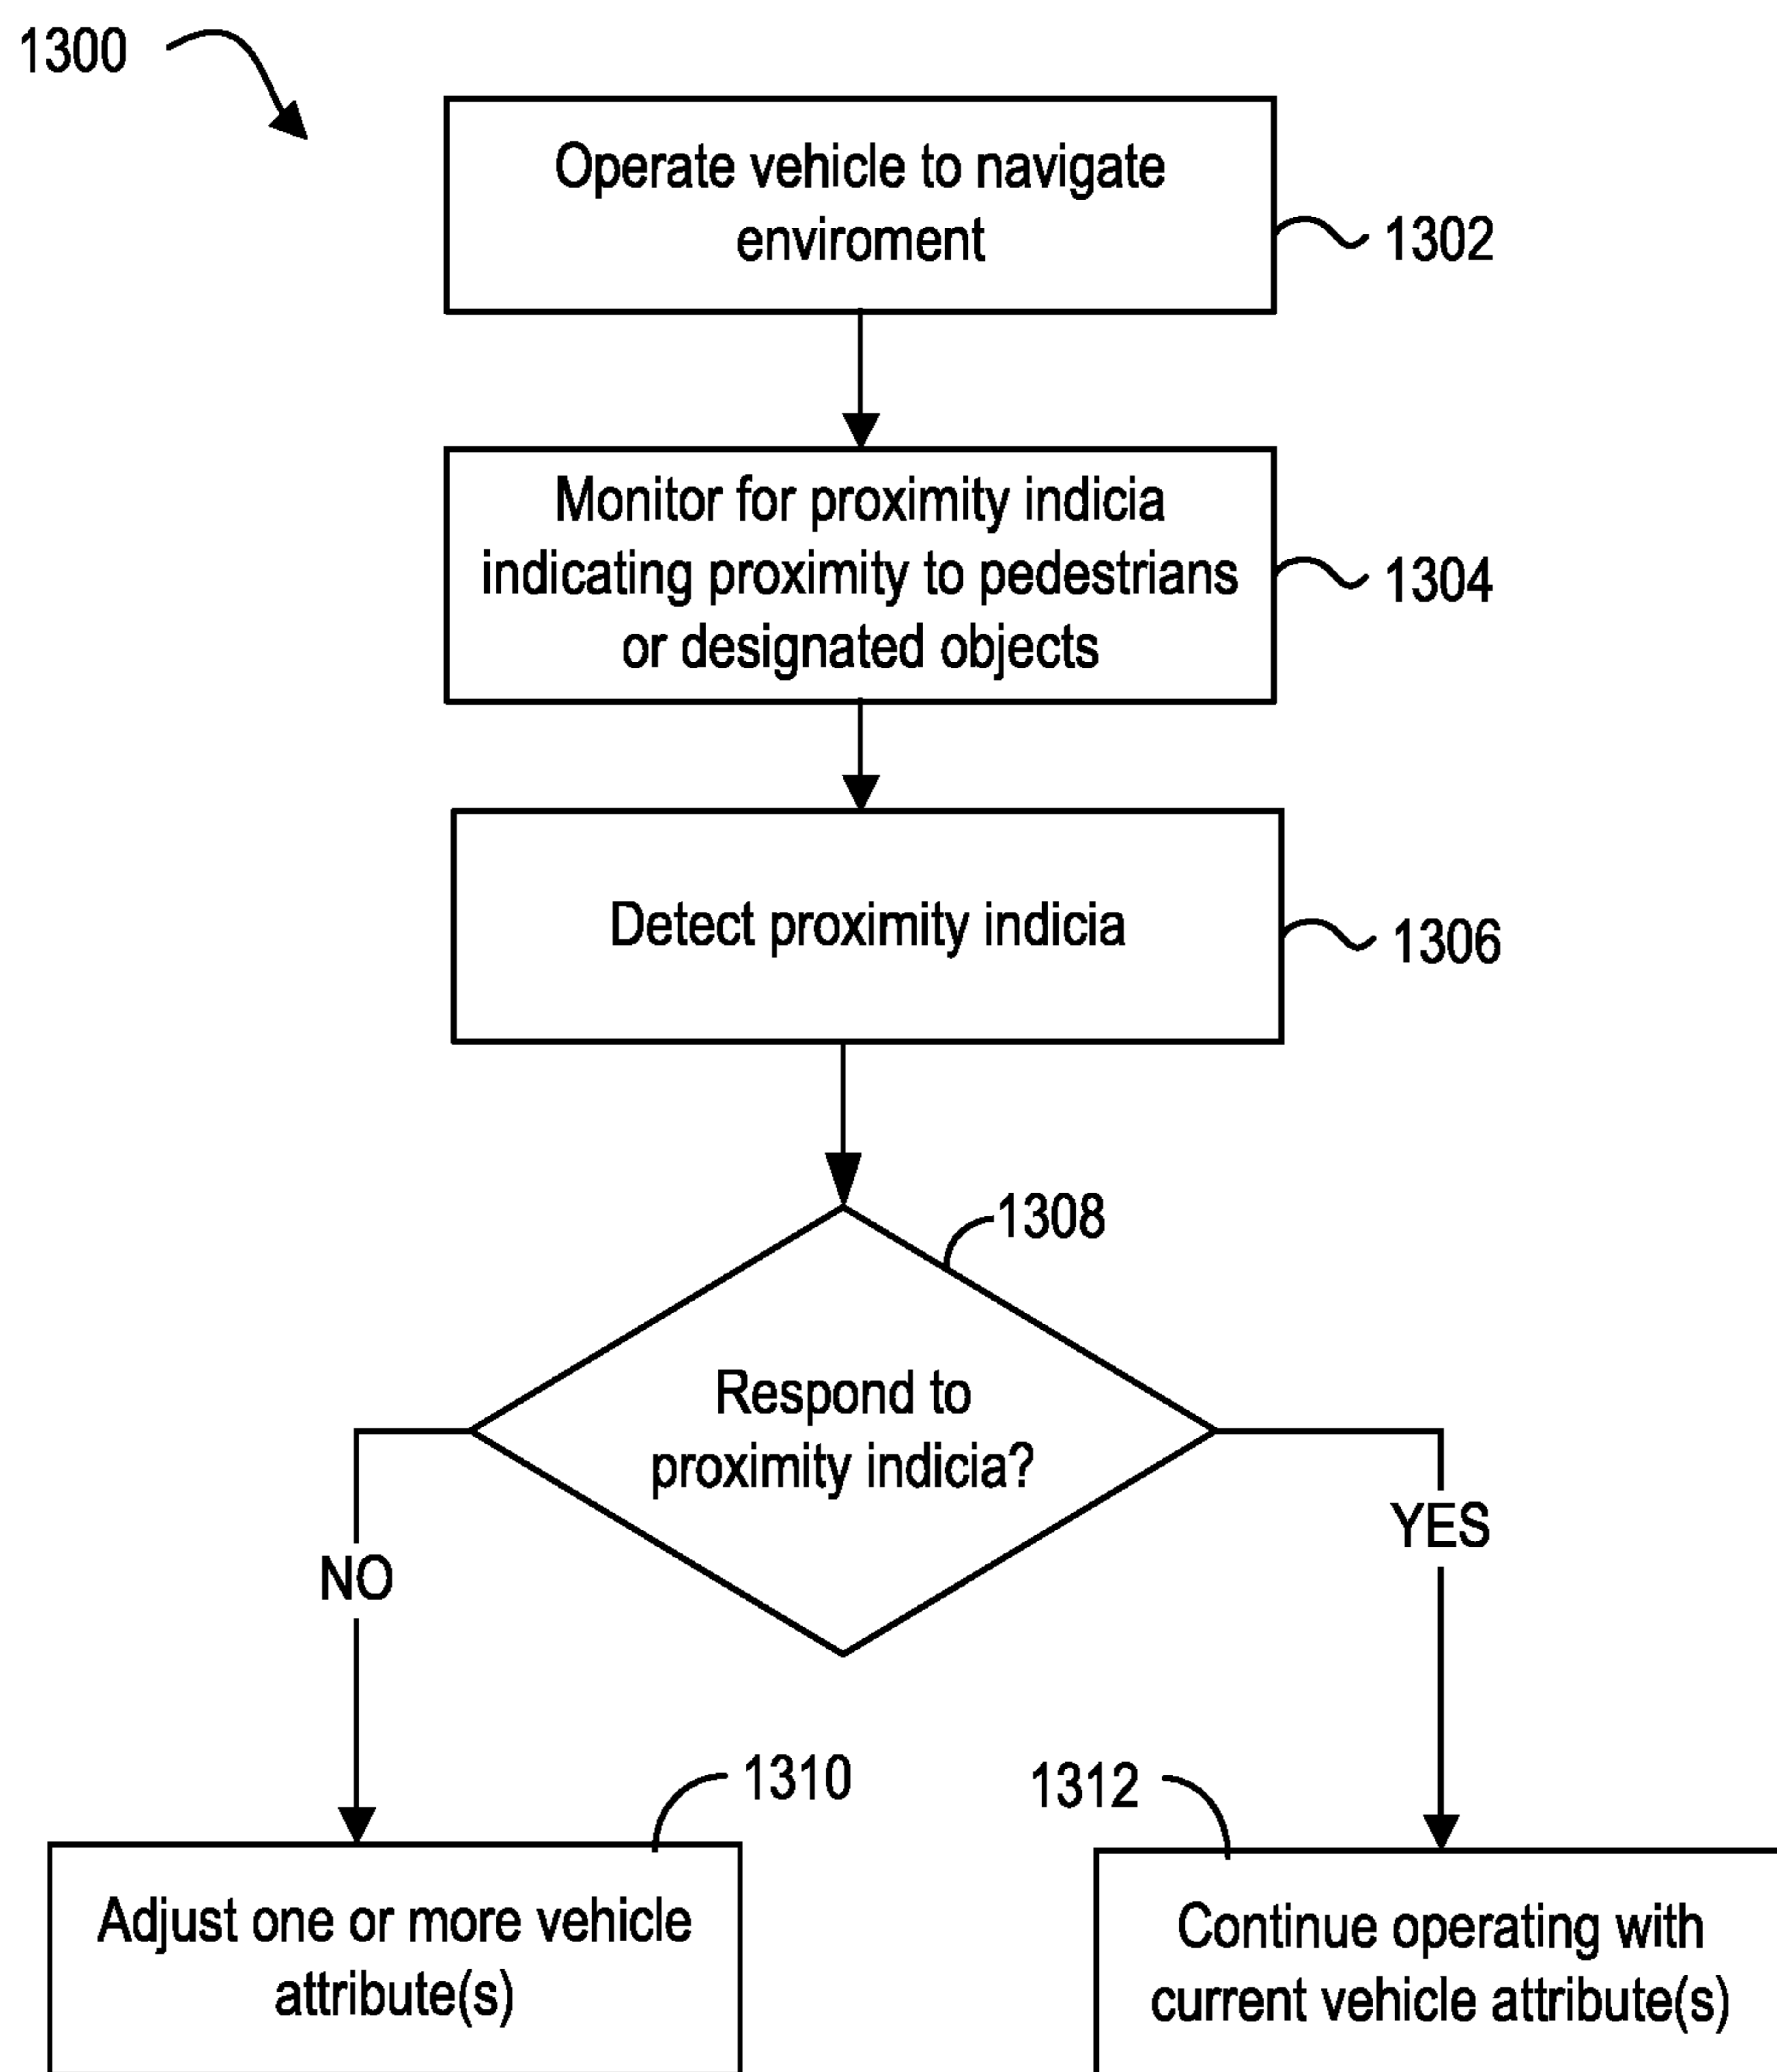 1300
Operate vehicle to navigate
enviroment
1302
Monitor for proximity indicia
indicating proximity to pedestrians
or designated objects
1304
Detect proximity indicia
1306
1308
Respond to
proximity indicia?
NO
YES
1310
1312
Adjust one or more vehicle
attribute(s)
Continue operating with
current vehicle attribute(s)